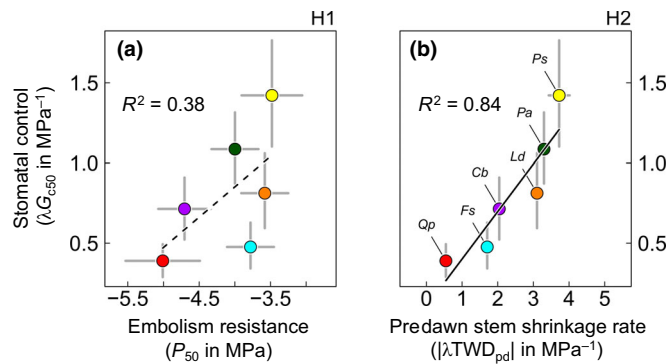 H1
H2
(a)
(b)
R² = 0.38
R² = 0.84
Ps
Pa
Ld
Cb
Fs
Qp
Stomatal control
(λG_c50 in MPa⁻¹)
1.5
1.0
0.5
1.5
1.0
0.5
−5.5 −4.5 −3.5
0 1 2 3 4 5
Embolism resistance
(P₅₀ in MPa)
Predawn stem shrinkage rate
(|λTWD_pd| in MPa⁻¹)